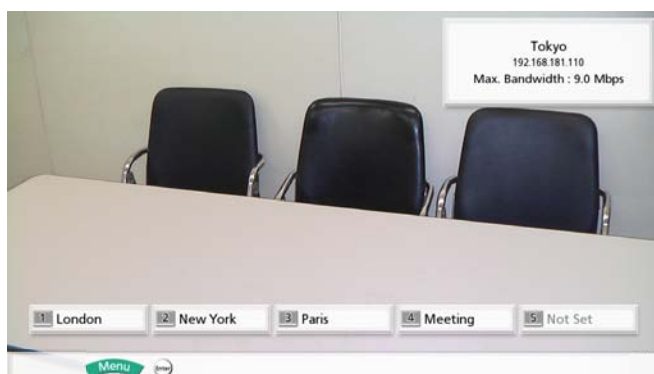 Tokyo
192.168.181.110
Max. Bandwidth : 9.0 Mbps
1 London
2 New York
3 Paris
4 Meeting
5 Not Set
Menu
Enter